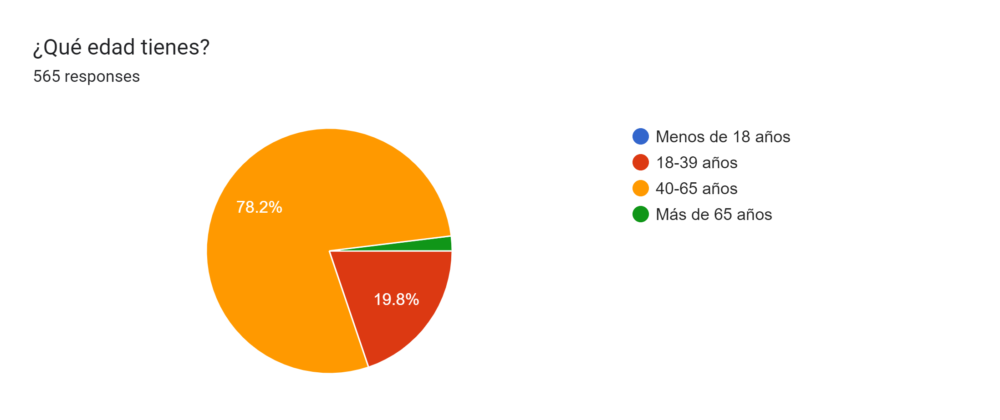 ¿Qué edad tienes?
565 responses
78.2%
19.8%
Menos de 18 años
18-39 años
40-65 años
Más de 65 años